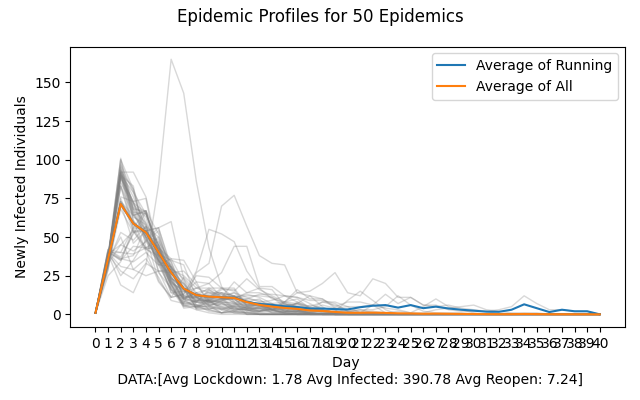 Epidemic Profiles for 50 Epidemics
Average of Running
Average of All
Newly Infected Individuals
150
125
100
75
50
25
0
0 1 2 3 4 5 6 7 8 9 10 11 12 13 14 15 16 17 18 19 20 21 22 23 24 25 26 27 28 29 30 31 32 33 34 35 36 37 38 39 40
Day
DATA:[Avg Lockdown: 1.78 Avg Infected: 390.78 Avg Reopen: 7.24]